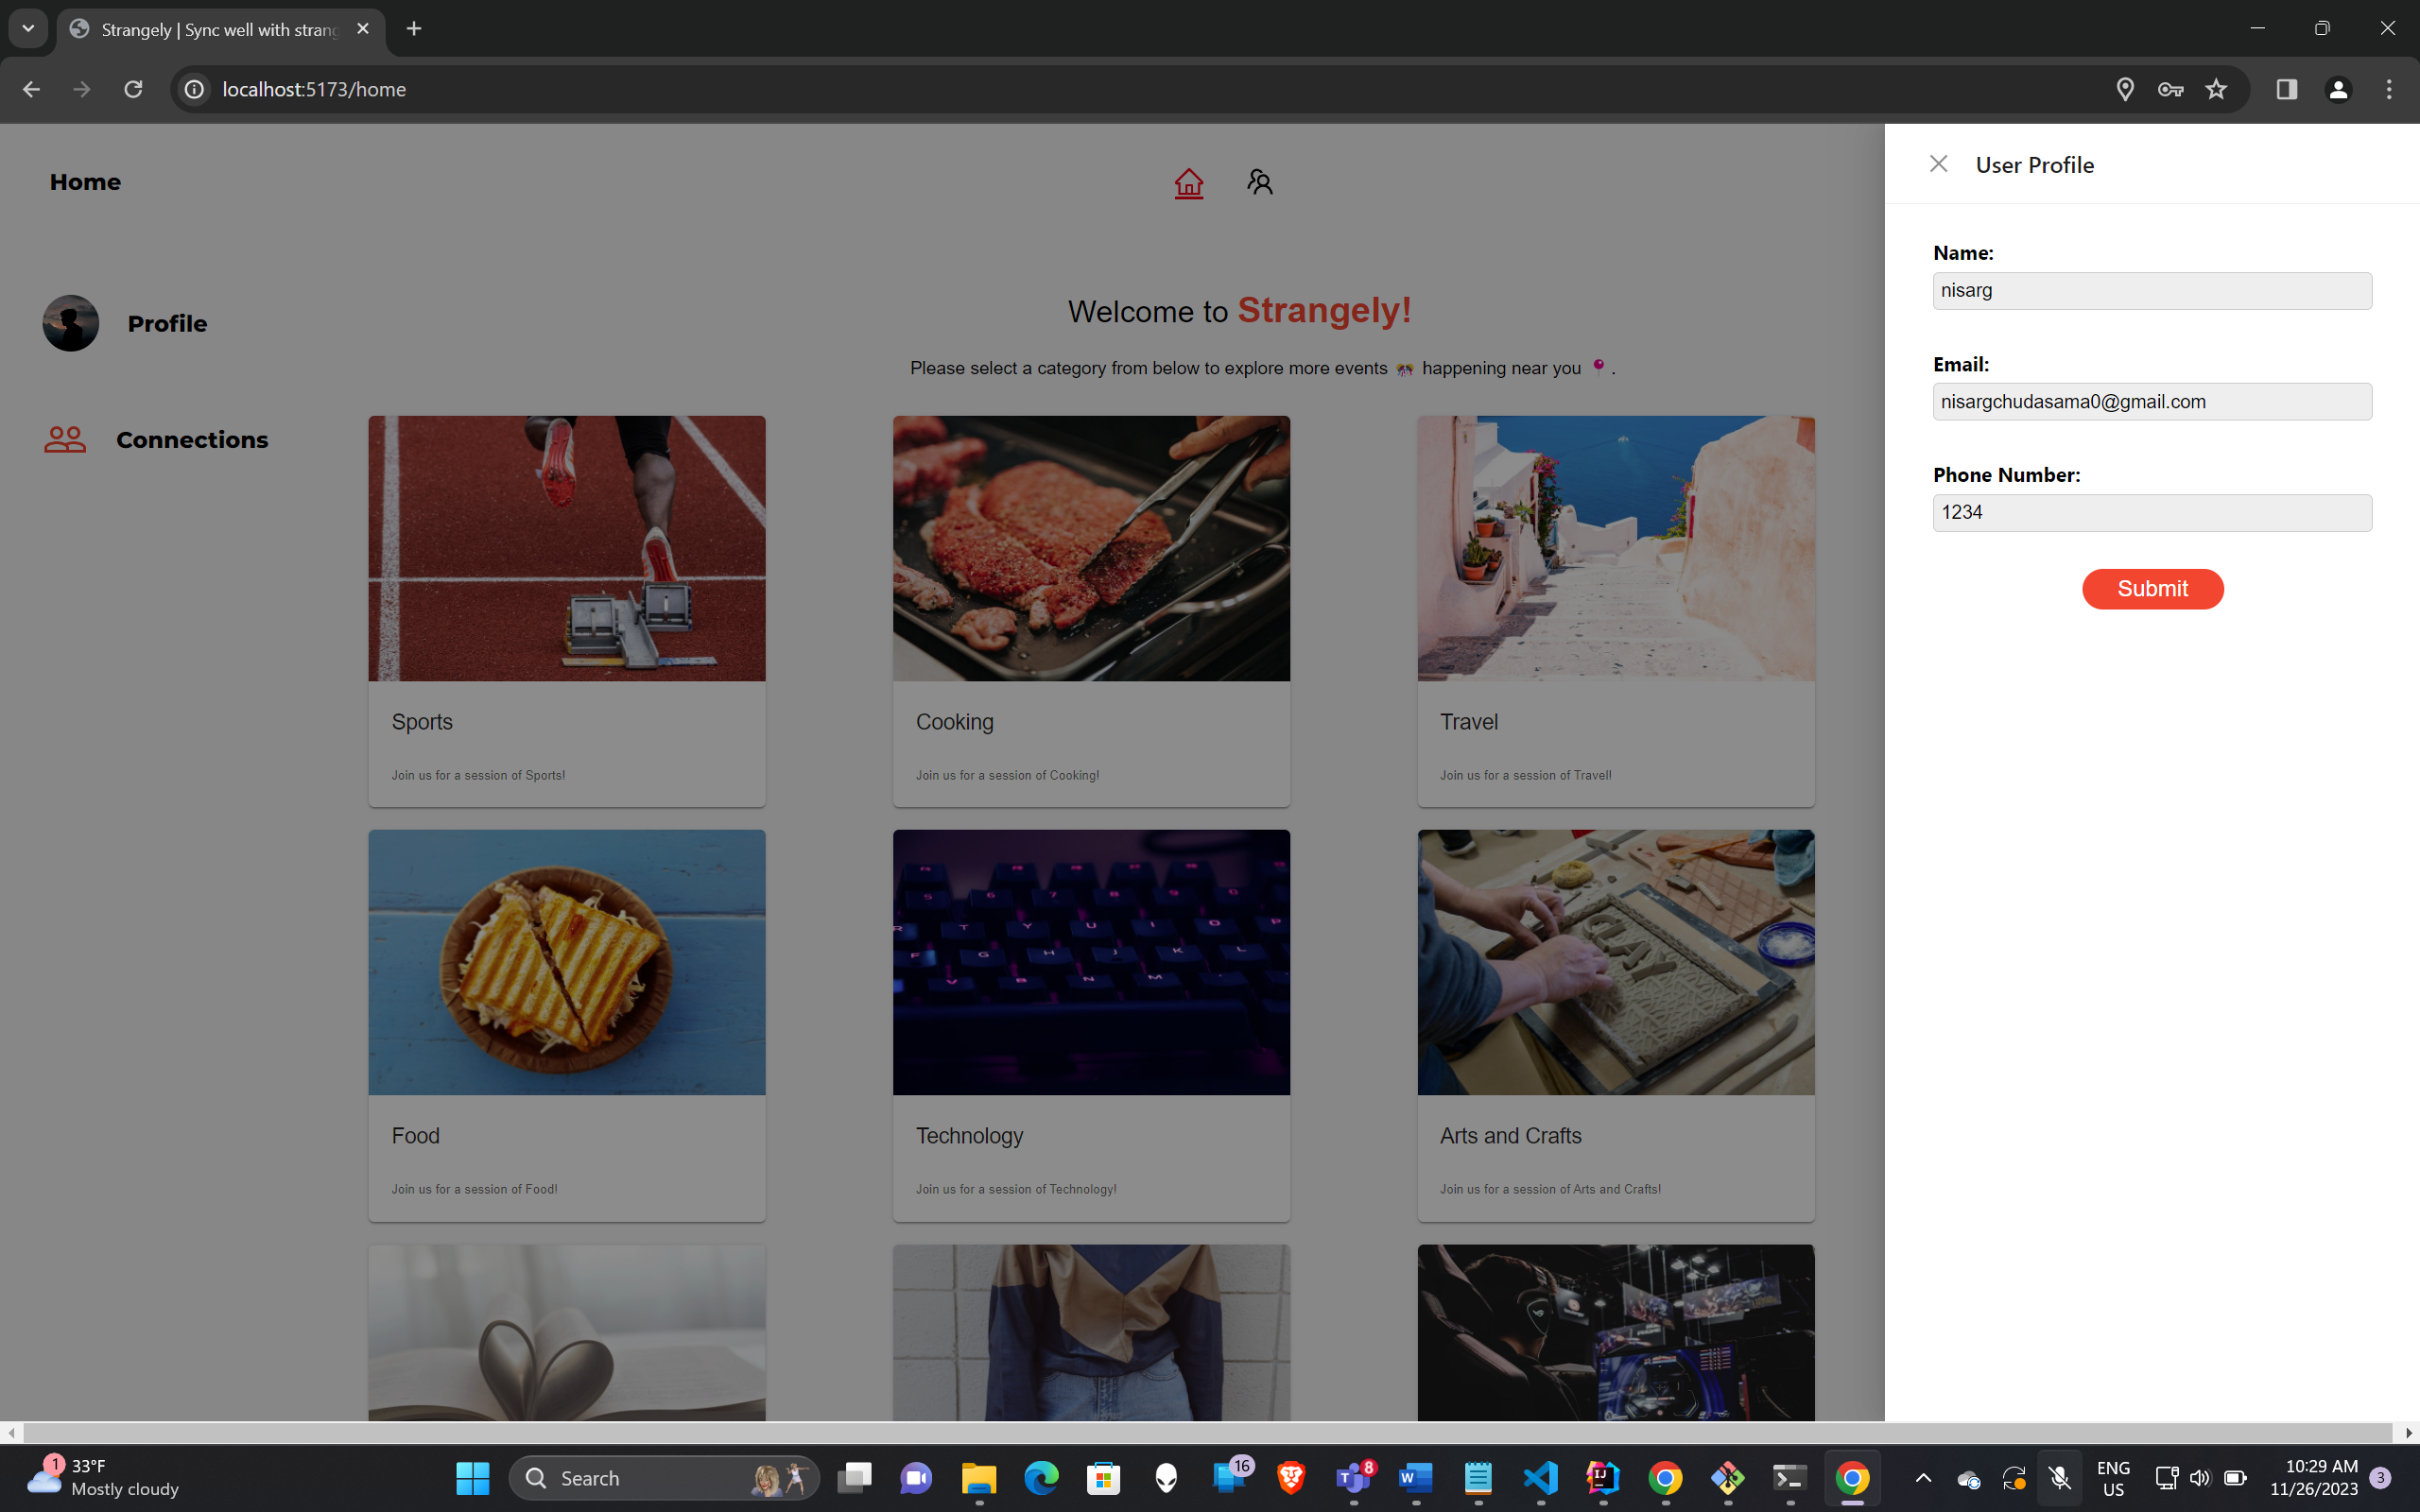 Strangely | Sync well with strang
localhost:5173/home
Home
User Profile
Name:
nisarg
Email:
nisargchudasama0@gmail.com
Phone Number:
1234
Submit
Profile
Connections
Welcome to Strangely!
Please select a category from below to explore more events 🎊 happening near you 📍.
Sports
Join us for a session of Sports!
Cooking
Join us for a session of Cooking!
Travel
Join us for a session of Travel!
Food
Join us for a session of Food!
Technology
Join us for a session of Technology!
CLAY
Arts and Crafts
Join us for a session of Arts and Crafts!
1
33°F
Mostly cloudy
Search
16
8
ENG
US
10:29 AM
11/26/2023
3